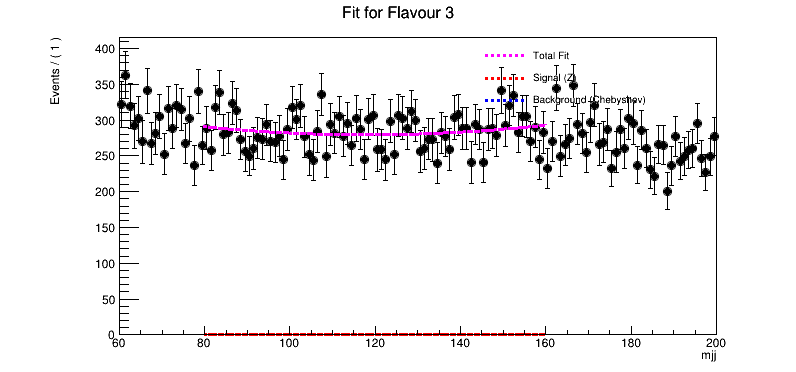 Fit for Flavour 3
Events / ( 1 )
400
350
300
250
200
150
100
50
0
Total Fit
Signal (Z)
Background (Chebyshev)
60 80 100 120 140 160 180 200
mjj